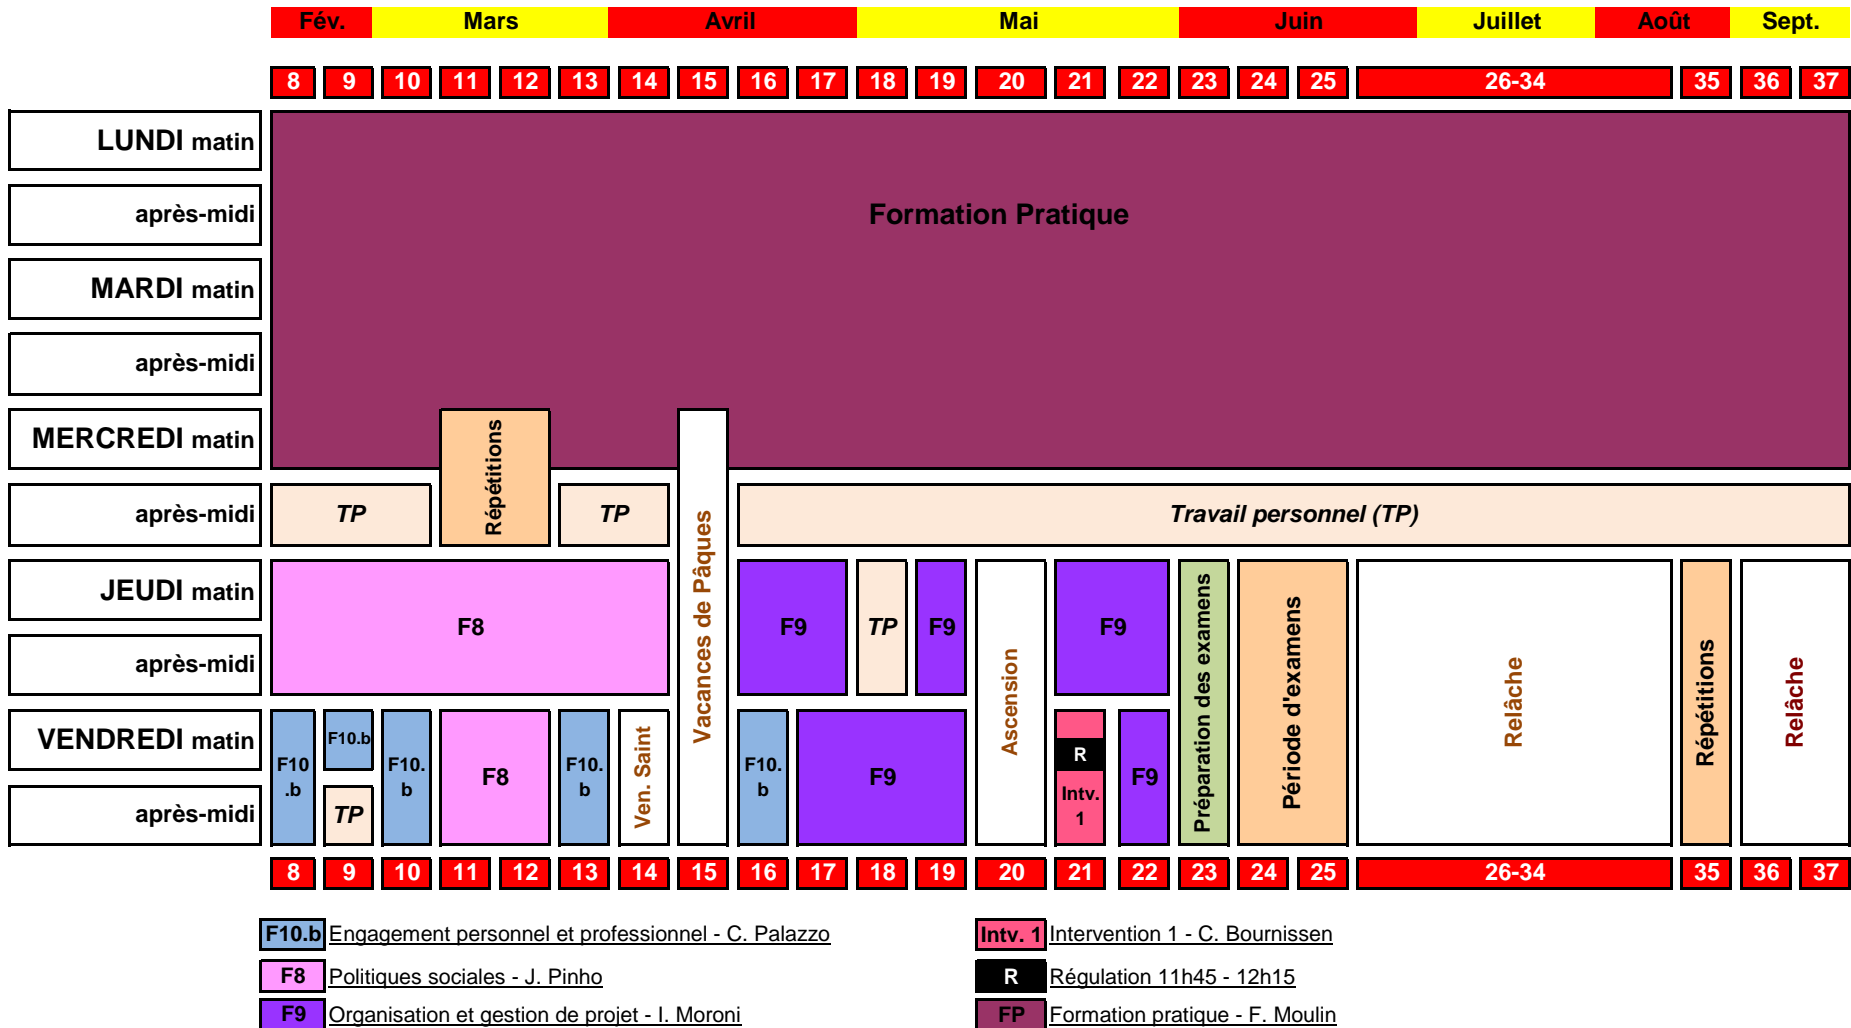 Fév. Mars Avril Mai Juin Juillet Août Sept.
8 9 10 11 12 13 14 15 16 17 18 19 20 21 22 23 24 25 26-34 35 36 37
LUNDI matin
après-midi
Formation Pratique
MARDI matin
après-midi
MERCREDI matin
après-midi
TP
Répétitions
TP
Vacances de Pâques
Travail personnel (TP)
JEUDI matin
après-midi
F8
F9
TP
F9
Ascension
F9
Préparation des examens
Période d'examens
Relâche
Répétitions
Relâche
VENDREDI matin
après-midi
F10
.b
F10.b
TP
F10.
b
F8
F10.
b
Ven. Saint
F10.
b
F9
R
Intv.
1
F9
8 9 10 11 12 13 14 15 16 17 18 19 20 21 22 23 24 25 26-34 35 36 37
F10.b Engagement personnel et professionnel - C. Palazzo
Intv. 1 Intervention 1 - C. Bournissen
F8 Politiques sociales - J. Pinho
R Régulation 11h45 - 12h15
F9 Organisation et gestion de projet - I. Moroni
FP Formation pratique - F. Moulin